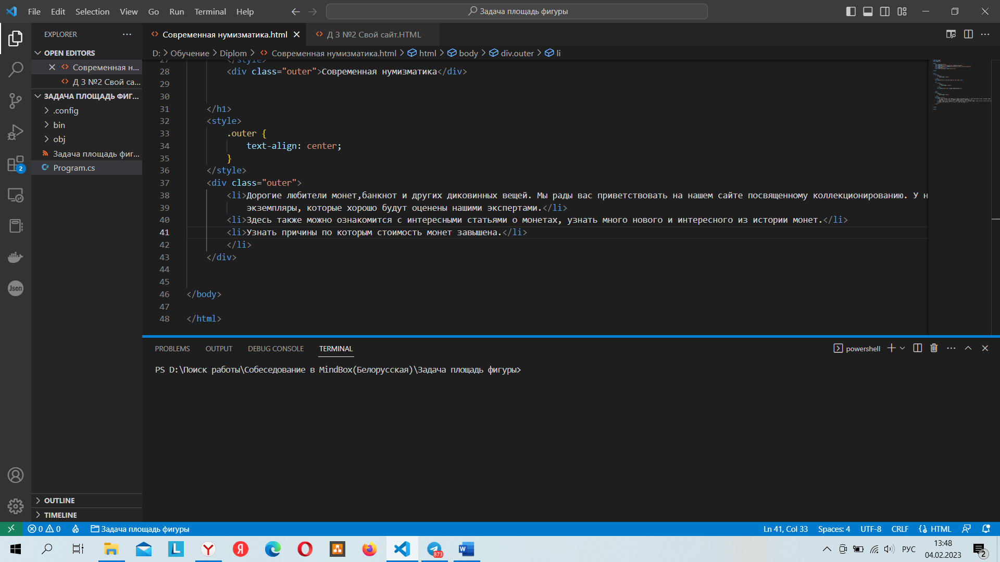 File Edit Selection View Go Run Terminal Help
Задача площадь фигуры
EXPLORER
OPEN EDITORS
Современная н...
Д З №2 Свой са...
ЗАДАЧА ПЛОЩАДЬ ФИГ...
.config
bin
obj
Задача площадь фиг...
Program.cs
2
Json
OUTLINE
TIMELINE
Современная нумизматика.html Д З №2 Свой сайт.HTML
D: > Обучение > Diplom > Современная нумизматика.html > html > body > div.outer > li
27 </style>
28 <div class="outer">Современная нумизматика</div>
29
30
31 </h1>
32 <style>
33 .outer {
34 text-align: center;
35 }
36 </style>
37 <div class="outer">
38 <li>Дорогие любители монет,банкнот и других диковинных вещей. Мы рады вас приветствовать на нашем сайте посвященному коллекционированию. У н
39 экземпляры, которые хорошо будут оценены нашими экспертами.</li>
40 <li>Здесь также можно ознакомится с интересными статьями о монетах, узнать много нового и интересного из истории монет.</li>
41 <li>Узнать причины по которым стоимость монет завышена.</li>
42 </li>
43 </div>
44
45
46 </body>
47
48 </html>
PROBLEMS OUTPUT DEBUG CONSOLE TERMINAL
powershell
PS D:\Поиск работы\Собеседование в MindBox(Белорусская)\Задача площадь фигуры>
0 0 Задача площадь фигуры
Ln 41, Col 33 Spaces: 4 UTF-8 CRLF HTML
L Y Я 873 W
РУС
13:48
04.02.2023
2